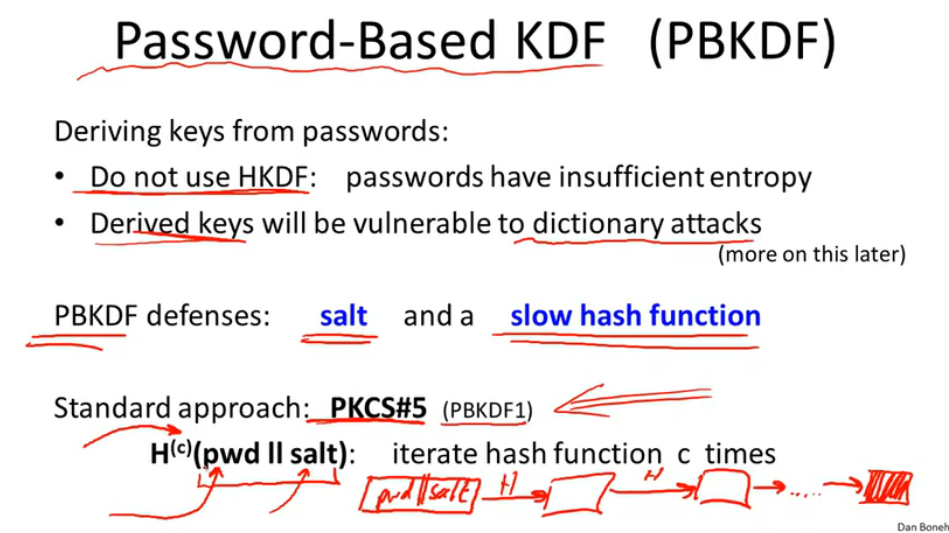 Password-Based KDF (PBKDF)
Deriving keys from passwords:
• Do not use HKDF: passwords have insufficient entropy
• Derived keys will be vulnerable to dictionary attacks
(more on this later)
PBKDF defenses: salt and a slow hash function
Standard approach: PKCS#5 (PBKDF1)
H(c)(pwd ll salt): iterate hash function c times
pwd||salt H H .....
Dan Boneh